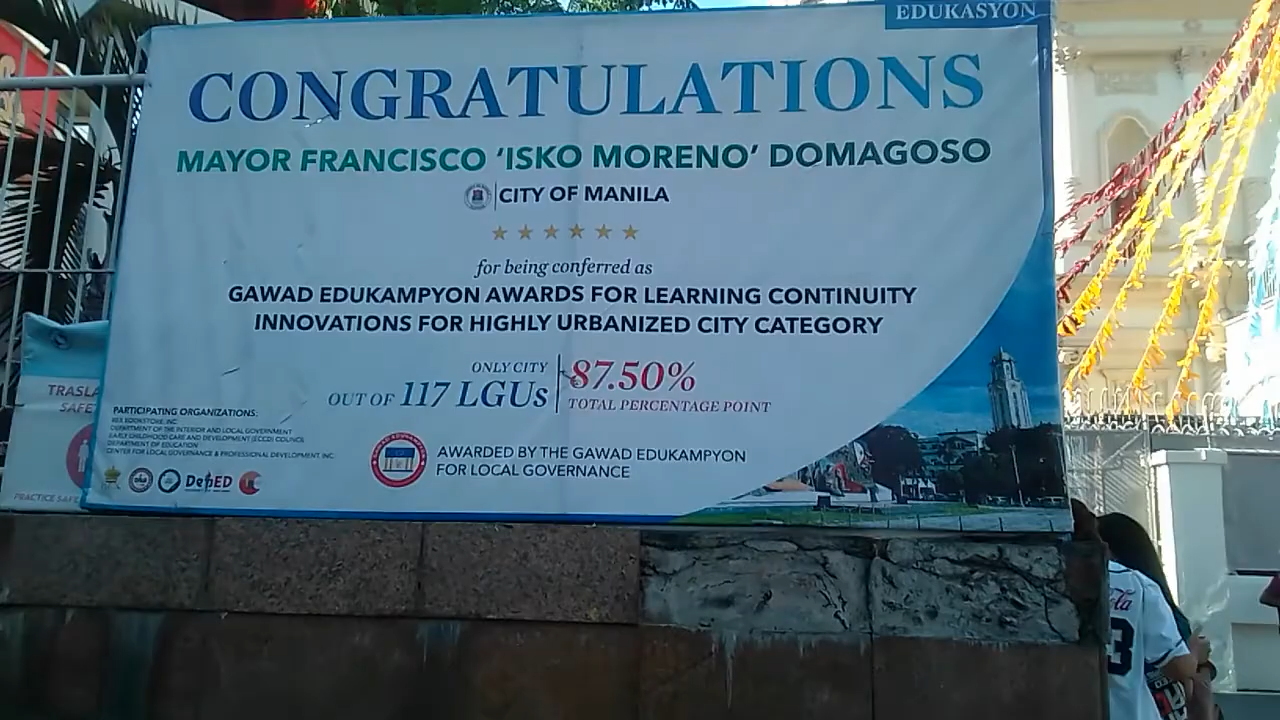 EDUKASYON
CONGRATULATIONS
MAYOR FRANCISCO ‘ISKO MORENO’ DOMAGOSO
CITY OF MANILA
for being conferred as
GAWAD EDUKAMPYON AWARDS FOR LEARNING CONTINUITY
INNOVATIONS FOR HIGHLY URBANIZED CITY CATEGORY
ONLY CITY
OUT OF 117 LGUs
87.50%
TOTAL PERCENTAGE POINT
PARTICIPATING ORGANIZATIONS:
REX BOOKSTORE, INC.
DEPARTMENT OF THE INTERIOR AND LOCAL GOVERNMENT
EARLY CHILDHOOD CARE AND DEVELOPMENT (ECCD) COUNCIL
DEPARTMENT OF EDUCATION
CENTER FOR LOCAL GOVERNANCE & PROFESSIONAL DEVELOPMENT INC
DepED
AWARDED BY THE GAWAD EDUKAMPYON
FOR LOCAL GOVERNANCE
TRASLA
SAFE
PRACTICE SAFE
3